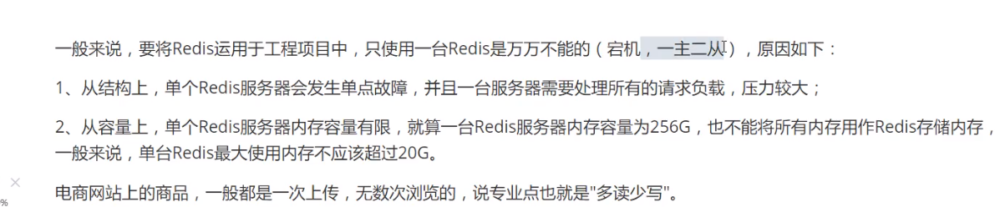 一般来说，要将Redis运用于工程项目中，只使用一台Redis是万万不能的（宕机，一主二从），原因如下：
1、从结构上，单个Redis服务器会发生单点故障，并且一台服务器需要处理所有的请求负载，压力较大；
2、从容量上，单个Redis服务器内存容量有限，就算一台Redis服务器内存容量为256G，也不能将所有内存用作Redis存储内存，
一般来说，单台Redis最大使用内存不应该超过20G。
电商网站上的商品，一般都是一次上传，无数次浏览的，说专业点也就是"多读少写"。
%